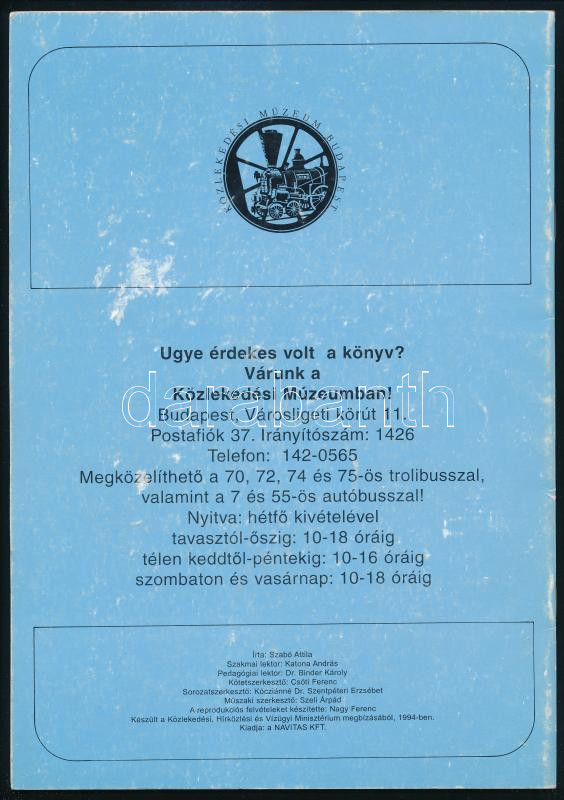 KÖZLEKEDÉSI MÚZEUM BUDAPEST
Ugye érdekes volt a könyv?
Várunk a
Közlekedési Múzeumban!
darabanth
Budapest, Városligeti körút 11.
Postafiók 37. Irányítószám: 1426
Telefon: 142-0565
Megközelíthető a 70, 72, 74 és 75-ös trolibusszal,
valamint a 7 és 55-ös autóbusszal!
Nyitva: hétfő kivételével
tavasztól-őszig: 10-18 óráig
télen keddtől-péntekig: 10-16 óráig
szombaton és vasárnap: 10-18 óráig
Írta: Szabó Attila
Szakmai lektor: Katona András
Pedagógiai lektor: Dr. Binder Károly
Kötetszerkesztő: Csőti Ferenc
Sorozatszerkesztő: Kócziánné Dr. Szentpéteri Erzsébet
Műszaki szerkesztő: Szeli Árpád
A reprodukciós felvételeket készítette: Nagy Ferenc
Készült a Közlekedési, Hírközlési és Vízügyi Minisztérium megbízásából, 1994-ben.
Kiadja: a NAVITAS KFT.